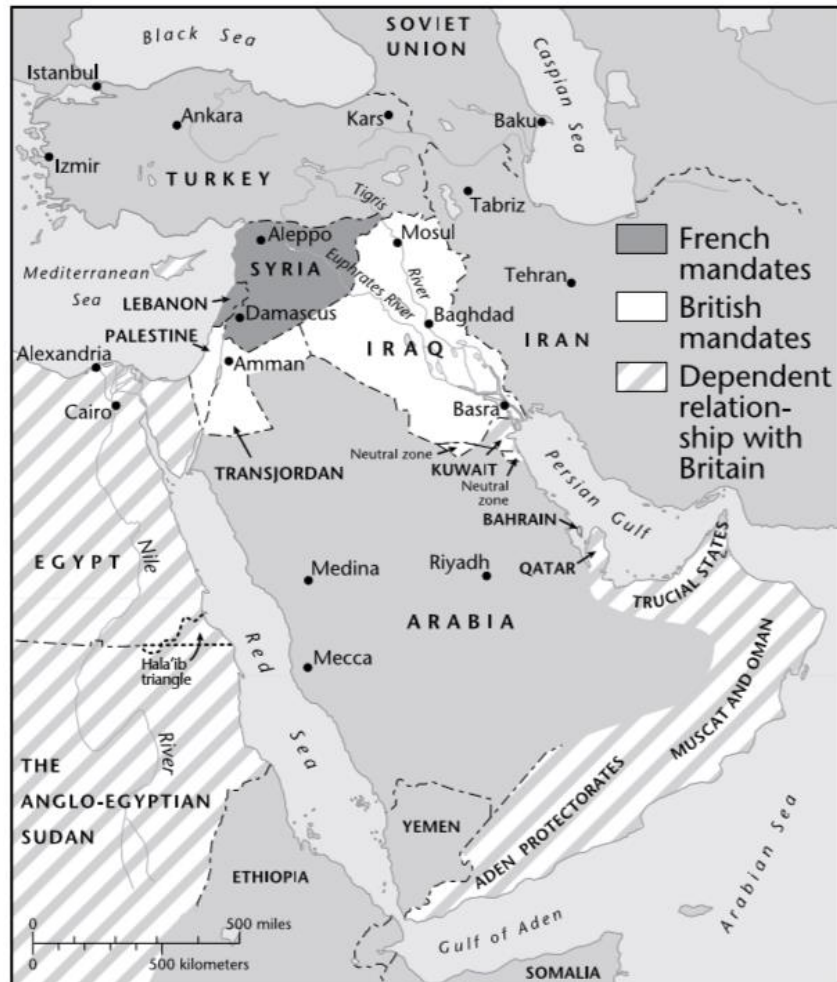 Black Sea
SOVIET
UNION
Caspian Sea
Istanbul
Ankara
Kars
Baku
Izmir
TURKEY
Tigris
River
Tabriz
Aleppo
Mosul
French
mandates
SYRIA
Euphrates River
Mediterranean
Sea
Tehran
LEBANON
Damascus
Baghdad
British
mandates
PALESTINE
IRAQ
IRAN
Alexandria
Amman
Dependent
relation-
ship with
Britain
Cairo
Basra
TRANSJORDAN
Neutral zone
KUWAIT
Neutral
zone
Persian Gulf
BAHRAIN
EGYPT
Nile
River
Medina
Riyadh
QATAR
TRUCIAL STATES
ARABIA
Red
Sea
Hala'ib
triangle
Mecca
MUSCAT AND OMAN
THE
ANGLO-EGYPTIAN
SUDAN
YEMEN
ADEN PROTECTORATES
Arabian Sea
ETHIOPIA
0
500 miles
0
500 kilometers
Gulf of Aden
SOMALIA